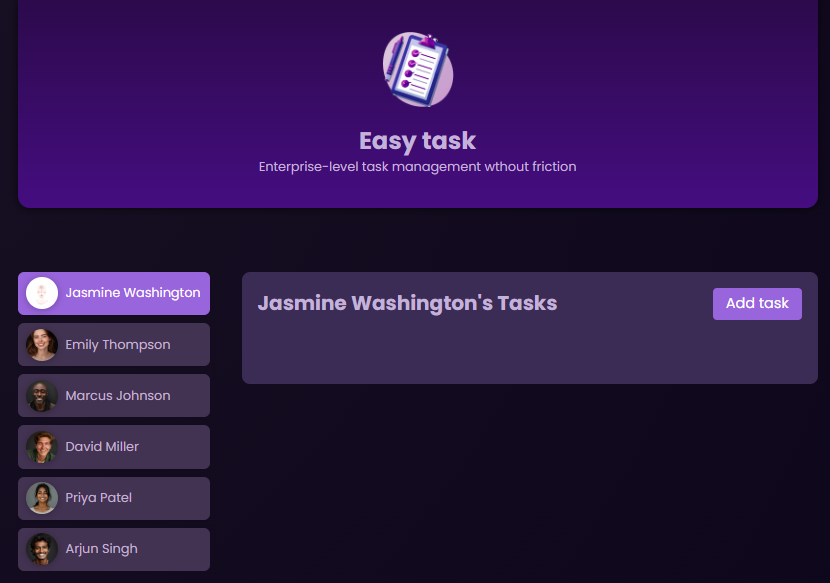 Easy task
Enterprise-level task management wthout friction
Jasmine Washington
Emily Thompson
Marcus Johnson
David Miller
Priya Patel
Arjun Singh
Jasmine Washington's Tasks
Add task